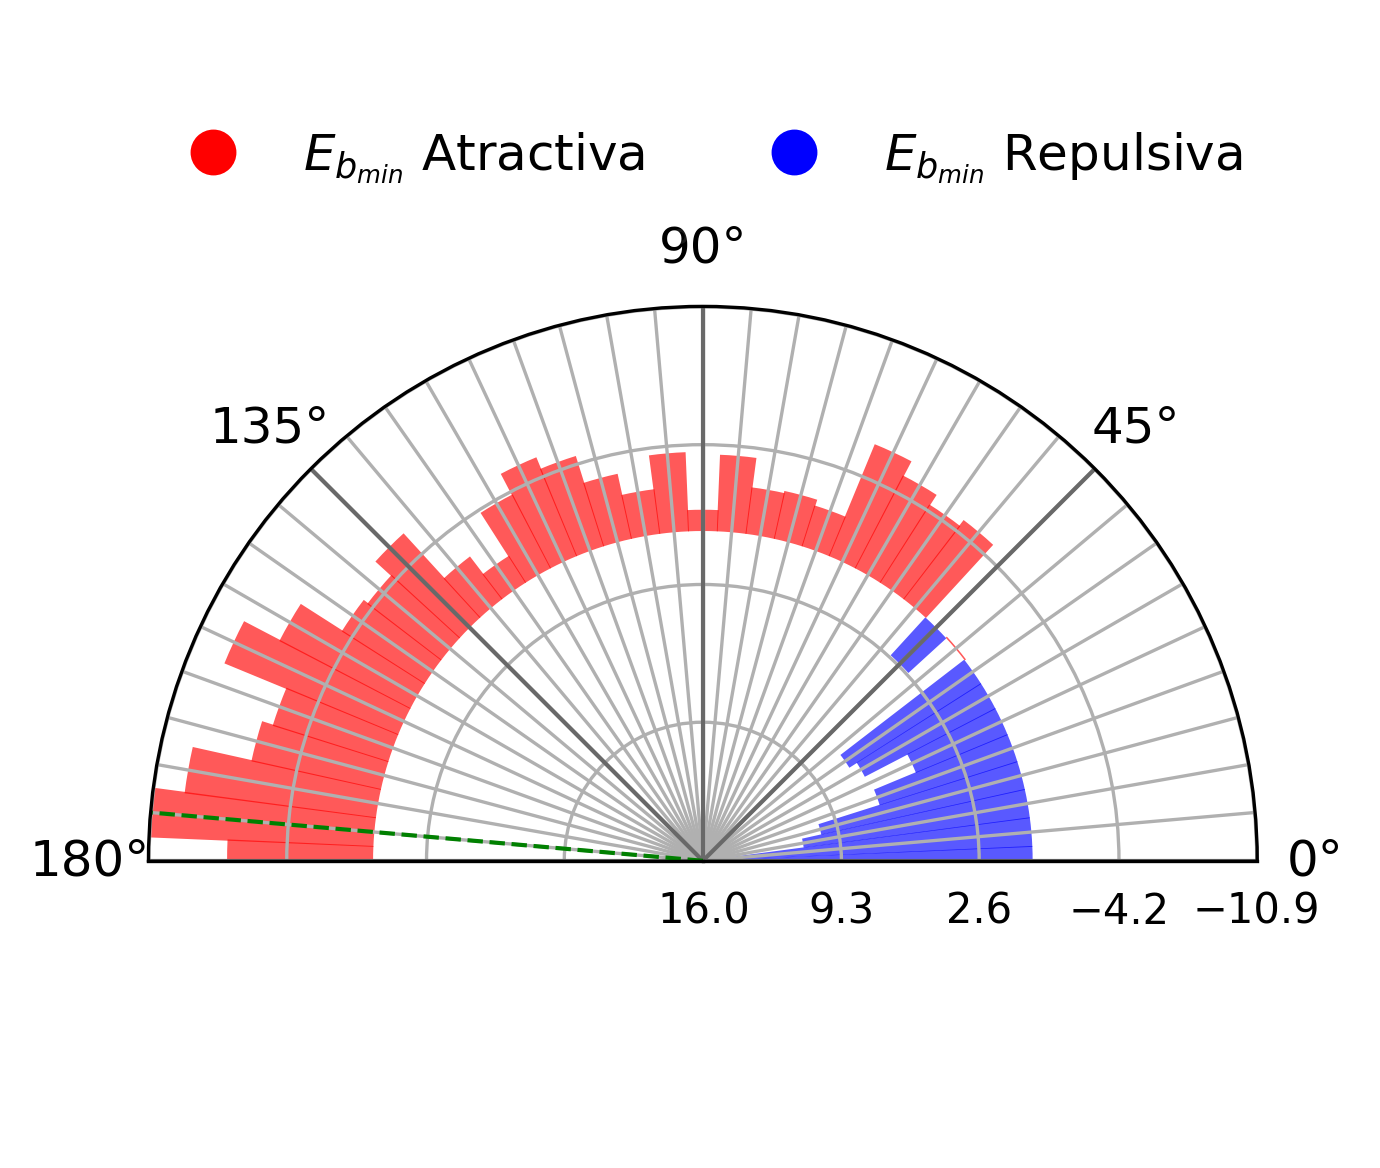 E_{b_{min}} Atractiva E_{b_{min}} Repulsiva
90°
135° 45°
180° 0°
16.0 9.3 2.6 −4.2 −10.9